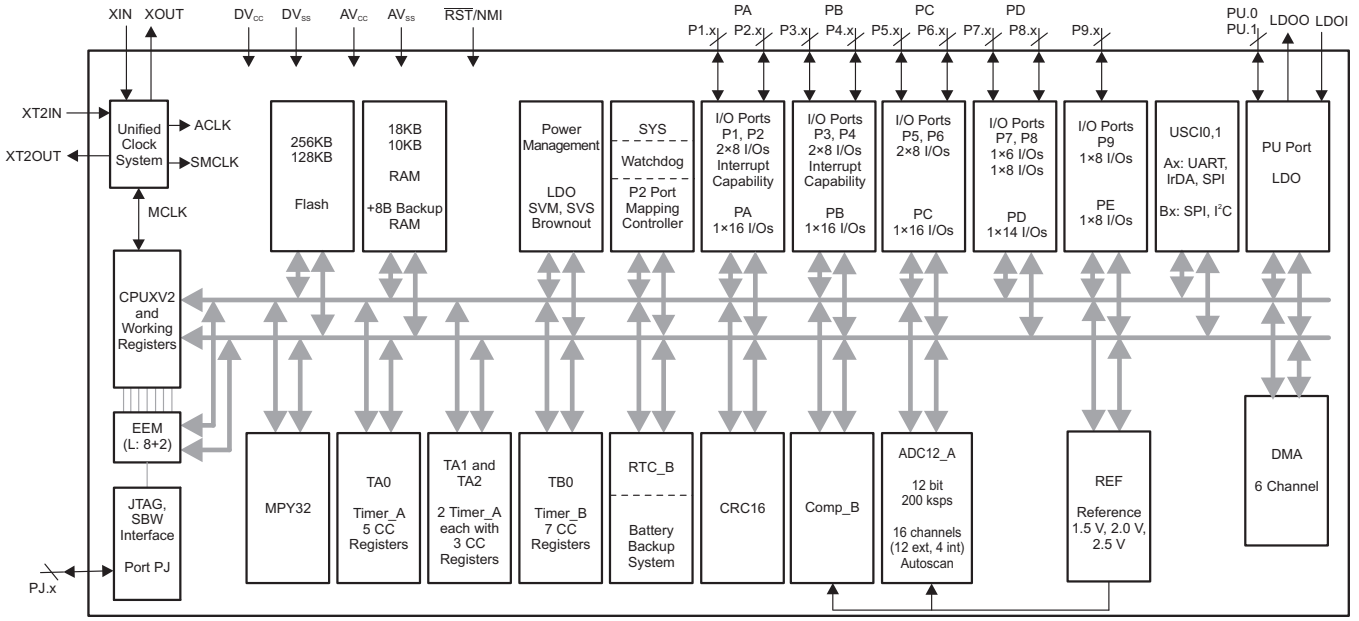 XIN XOUT DVCC DVSS AVCC AVSS RST/NMI PA PB PC PD
P1.x P2.x P3.x P4.x P5.x P6.x P7.x P8.x P9.x
PU.0
PU.1
LDOO LDOI
XT2IN
XT2OUT
Unified
Clock
System
ACLK
SMCLK
MCLK
256KB
128KB
Flash
18KB
10KB
RAM
+8B Backup
RAM
Power
Management
LDO
SVM, SVS
Brownout
SYS
Watchdog
P2 Port
Mapping
Controller
I/O Ports
P1, P2
2×8 I/Os
Interrupt
Capability
PA
1×16 I/Os
I/O Ports
P3, P4
2×8 I/Os
Interrupt
Capability
PB
1×16 I/Os
I/O Ports
P5, P6
2×8 I/Os
PC
1×16 I/Os
I/O Ports
P7, P8
1×6 I/Os
1×8 I/Os
PD
1×14 I/Os
I/O Ports
P9
1×8 I/Os
PE
1×8 I/Os
USCI0,1
Ax: UART,
IrDA, SPI
Bx: SPI, I²C
PU Port
LDO
CPUXV2
and
Working
Registers
EEM
(L: 8+2)
JTAG,
SBW
Interface
Port PJ
PJ.x
MPY32
TA0
Timer_A
5 CC
Registers
TA1 and
TA2
2 Timer_A
each with
3 CC
Registers
TB0
Timer_B
7 CC
Registers
RTC_B
Battery
Backup
System
CRC16
Comp_B
ADC12_A
12 bit
200 ksps
16 channels
(12 ext, 4 int)
Autoscan
REF
Reference
1.5 V, 2.0 V,
2.5 V
DMA
6 Channel